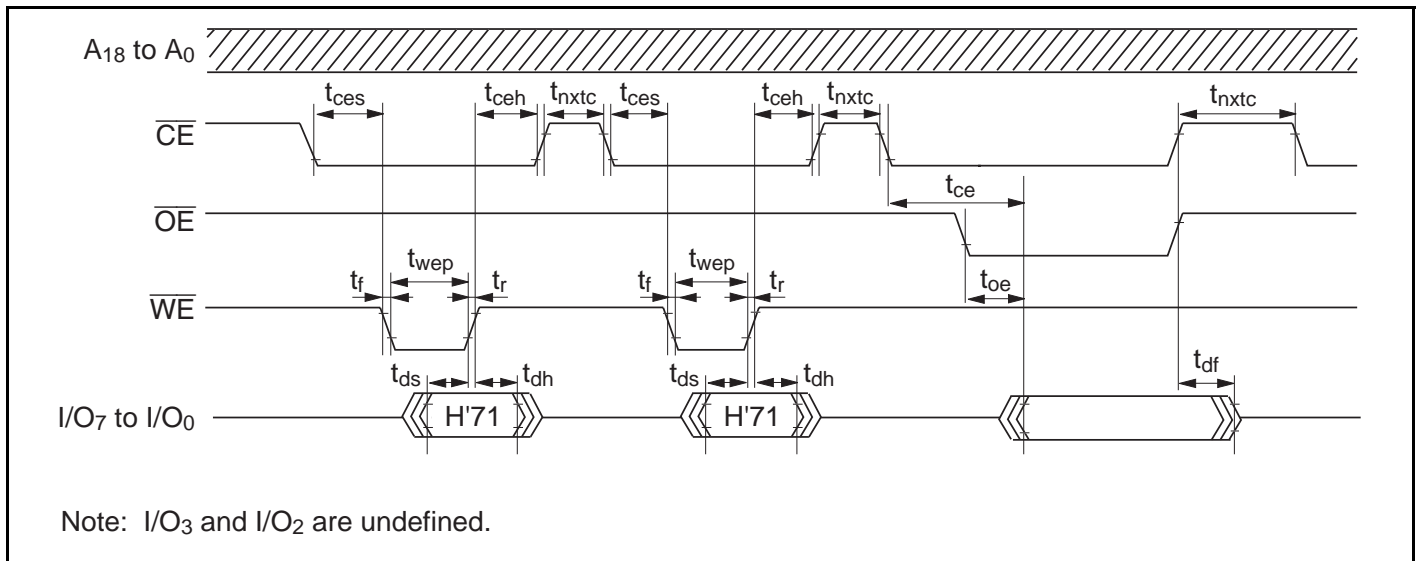 A18 to A0
tces tceh tnxtc tces tceh tnxtc tnxtc
CE
tce
OE
twep twep
tf tr tf tr toe
WE
tds tdh tds tdh tdf
I/O7 to I/O0 H'71 H'71
Note: I/O3 and I/O2 are undefined.